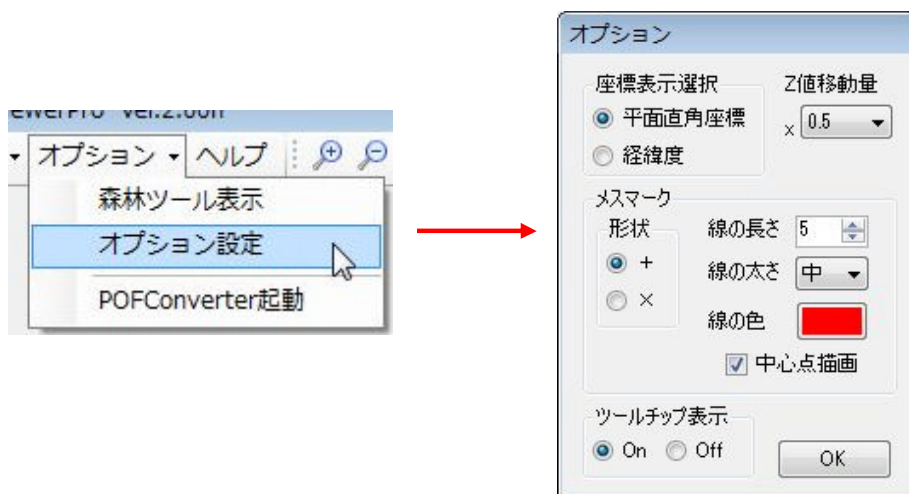 オプション ヘルプ
森林ツール表示
オプション設定
POFConverter起動
オプション
座標表示選択 Z値移動量
平面直角座標 × 0.5
経緯度
メスマーク
形状 線の長さ 5
+ 線の太さ 中
× 線の色
中心点描画
ツールチップ表示
On Off OK